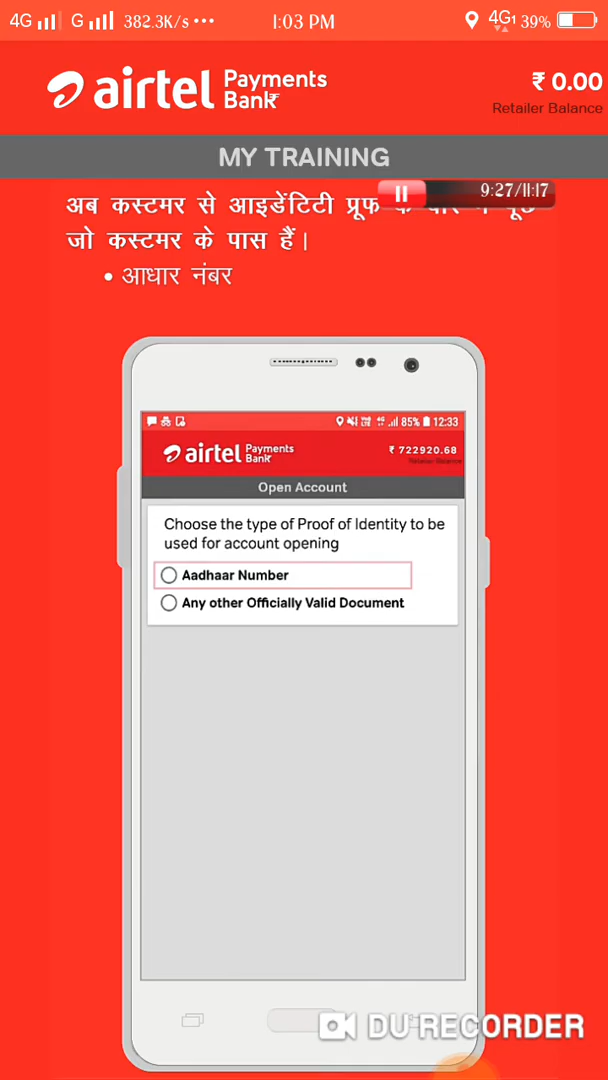 4G G 382.3K/s 1:03 PM 4G 39%
airtel Payments Bank
₹ 0.00
Retailer Balance
MY TRAINING
9:27/11:17
अब कस्टमर से आइडेंटिटी प्रूफ
जो कस्टमर के पास हैं।
• आधार नंबर
85% 12:33
airtel Payments Bank
₹ 722920.68
Retailer Balance
Open Account
Choose the type of Proof of Identity to be
used for account opening
Aadhaar Number
Any other Officially Valid Document
DU RECORDER